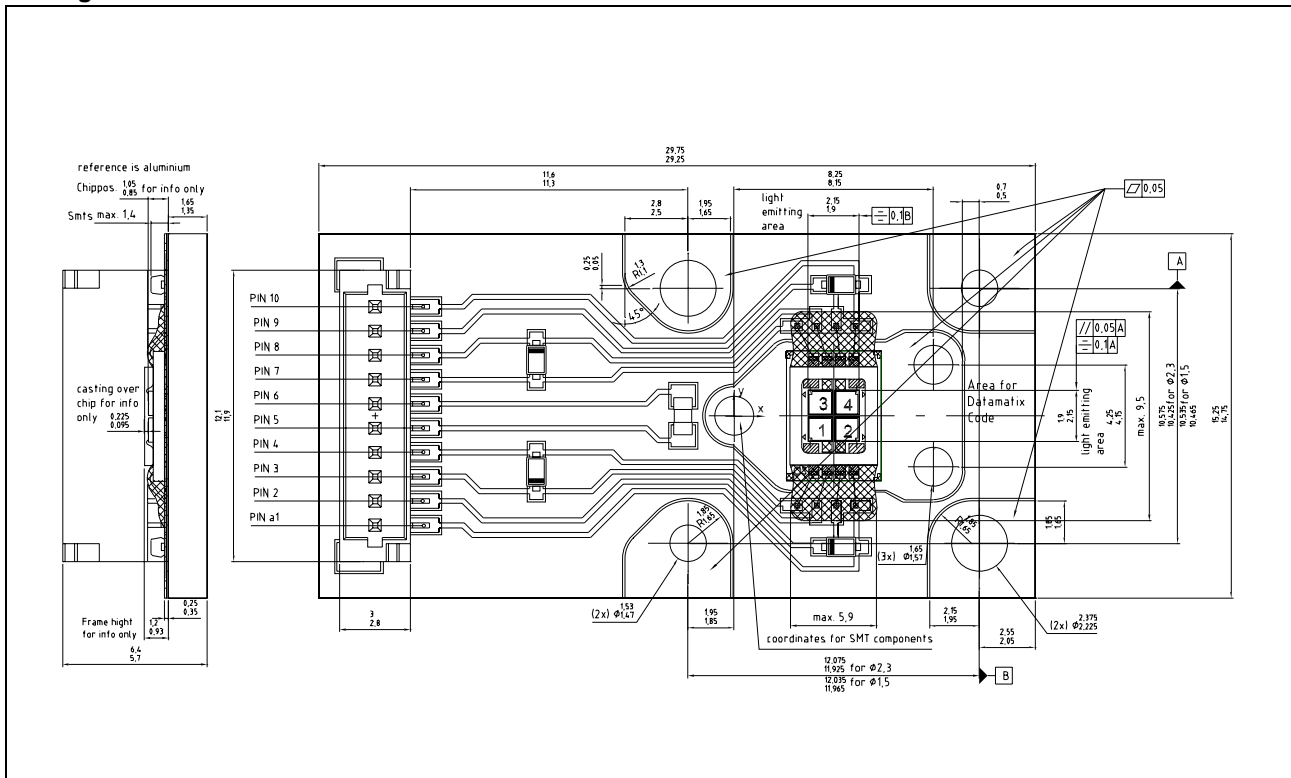 reference is aluminium
Chippos. 1,05 0,85 for info only
1,65
1,35
Smts max. 1,4
casting over
chip for info
only 0,225
0,095
Frame hight
for info only
1,2
0,93
0,25
0,35
6,4
5,7
29,75
29,25
11,6
11,3
8,25
8,15
2,8
2,5
1,95
1,65
light
emitting
area
2,15
1,9
0,1 B
0,7
0,5
0,05
0,25
0,05
1,3
R1,1
45°
A
PIN 10
PIN 9
PIN 8
PIN 7
PIN 6
PIN 5
PIN 4
PIN 3
PIN 2
PIN a1
12,1
11,9
3
2,8
y
x
3 4
1 2
Area for
Datamatix
Code
// 0,05 A
0,1 A
1,9
2,15
light emitting
area
4,25
4,15
max. 9,5
10,575
10,425 for Ø2,3
10,535
10,465 for Ø1,5
15,25
14,75
1,85
R1,65
1,85
R1,65
1,85
1,65
(3x) Ø 1,65
1,57
(2x) Ø 1,53
1,47
1,95
1,85
max. 5,9
2,15
1,95
2,55
2,05
(2x) Ø 2,375
2,225
coordinates for SMT components
12,075
11,925 for Ø2,3
12,035
11,965 for Ø1,5
B